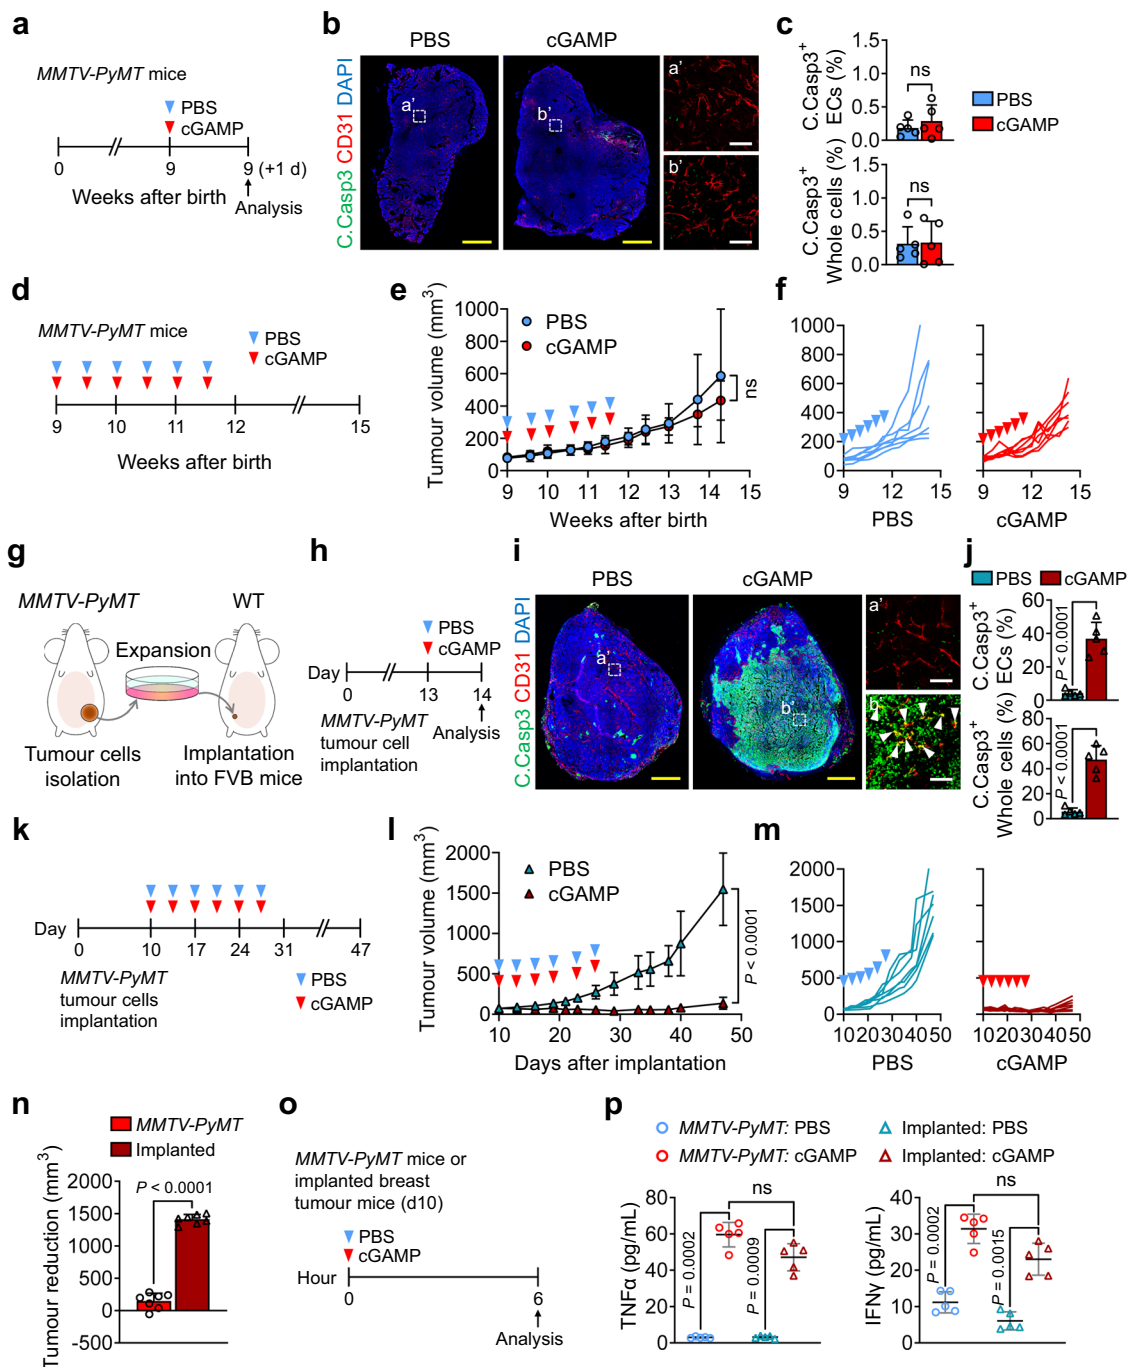 a
MMTV-PyMT mice
PBS
cGAMP
0
9
9 (+1 d)
Weeks after birth
Analysis
b
PBS
cGAMP
C.Casp3 CD31 DAPI
a'
b'
a'
b'
c
C.Casp3+
ECs (%)
1.5
1.0
0.5
0.0
ns
PBS
cGAMP
C.Casp3+
Whole cells (%)
1.5
1.0
0.5
0.0
ns
d
MMTV-PyMT mice
PBS
cGAMP
9
10
11
12
15
Weeks after birth
e
Tumour volume (mm3)
1000
800
600
400
200
0
PBS
cGAMP
ns
9 10 11 12 13 14 15
Weeks after birth
f
1000
800
600
400
200
0
9 12 15
9 12 15
PBS
cGAMP
g
MMTV-PyMT
WT
Expansion
Tumour cells
isolation
Implantation
into FVB mice
h
PBS
cGAMP
Day
0
13
14
MMTV-PyMT
tumour cell
implantation
Analysis
i
PBS
cGAMP
C.Casp3 CD31 DAPI
a'
b'
a'
b'
j
PBS
cGAMP
C.Casp3+
ECs (%)
60
40
20
0
P < 0.0001
C.Casp3+
Whole cells (%)
80
60
40
20
0
P < 0.0001
k
Day
0
10
17
24
31
47
MMTV-PyMT
tumour cells
implantation
PBS
cGAMP
l
Tumour volume (mm3)
2000
1500
1000
500
0
PBS
cGAMP
P < 0.0001
10 20 30 40 50
Days after implantation
m
2000
1500
1000
500
0
10 20 30 40 50
10 20 30 40 50
PBS
cGAMP
n
MMTV-PyMT
Implanted
Tumour reduction (mm3)
2000
1500
1000
500
0
-500
P < 0.0001
o
MMTV-PyMT mice or
implanted breast
tumour mice (d10)
PBS
cGAMP
Hour
0
6
Analysis
p
MMTV-PyMT: PBS
Implanted: PBS
MMTV-PyMT: cGAMP
Implanted: cGAMP
TNFα (pg/mL)
80
60
40
20
0
P = 0.0002
P = 0.0009
ns
IFNγ (pg/mL)
40
30
20
10
0
P = 0.0002
P = 0.0015
ns